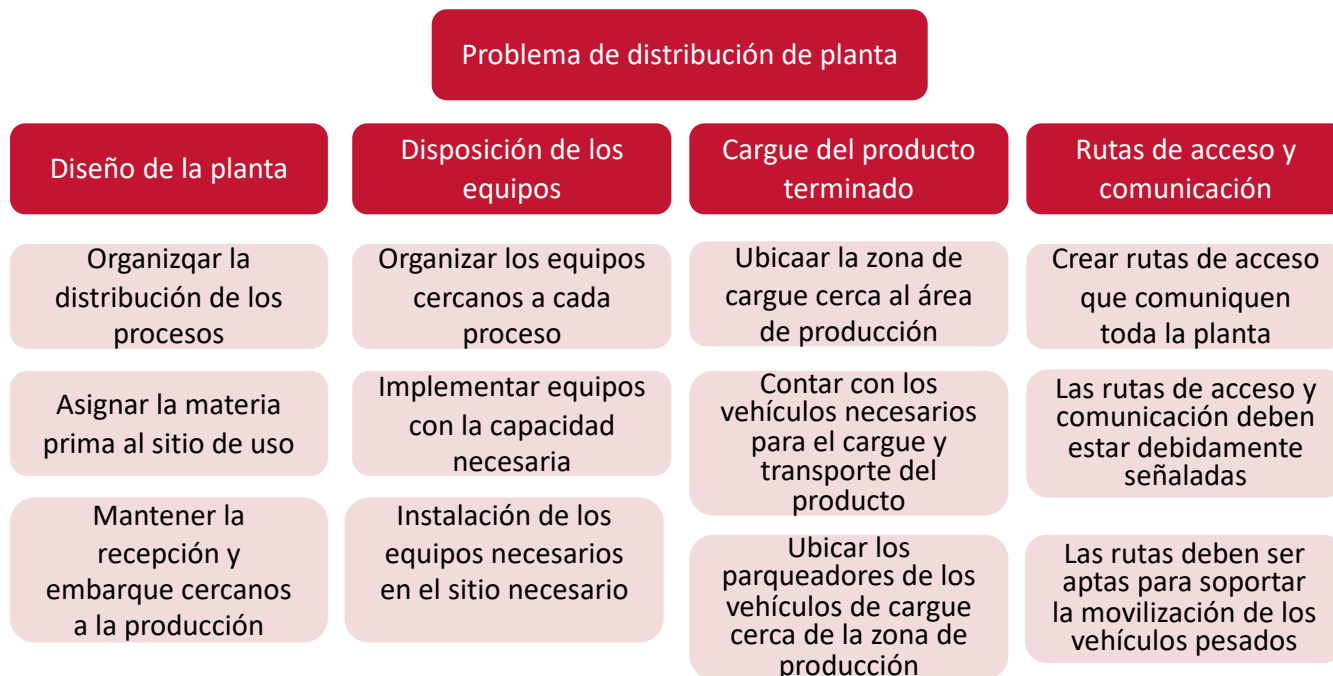 Problema de distribución de planta
Diseño de la planta
Organizqar la
distribución de los
procesos
Asignar la materia
prima al sitio de uso
Mantener la
recepción y
embarque cercanos
a la producción
Disposición de los
equipos
Organizar los equipos
cercanos a cada
proceso
Implementar equipos
con la capacidad
necesaria
Instalación de los
equipos necesarios
en el sitio necesario
Cargue del producto
terminado
Ubicaar la zona de
cargue cerca al área
de producción
Contar con los
vehículos necesarios
para el cargue y
transporte del
producto
Ubicar los
parqueadores de los
vehículos de cargue
cerca de la zona de
producción
Rutas de acceso y
comunicación
Crear rutas de acceso
que comuniquen
toda la planta
Las rutas de acceso y
comunicación deben
estar debidamente
señaladas
Las rutas deben ser
aptas para soportar
la movilización de los
vehículos pesados